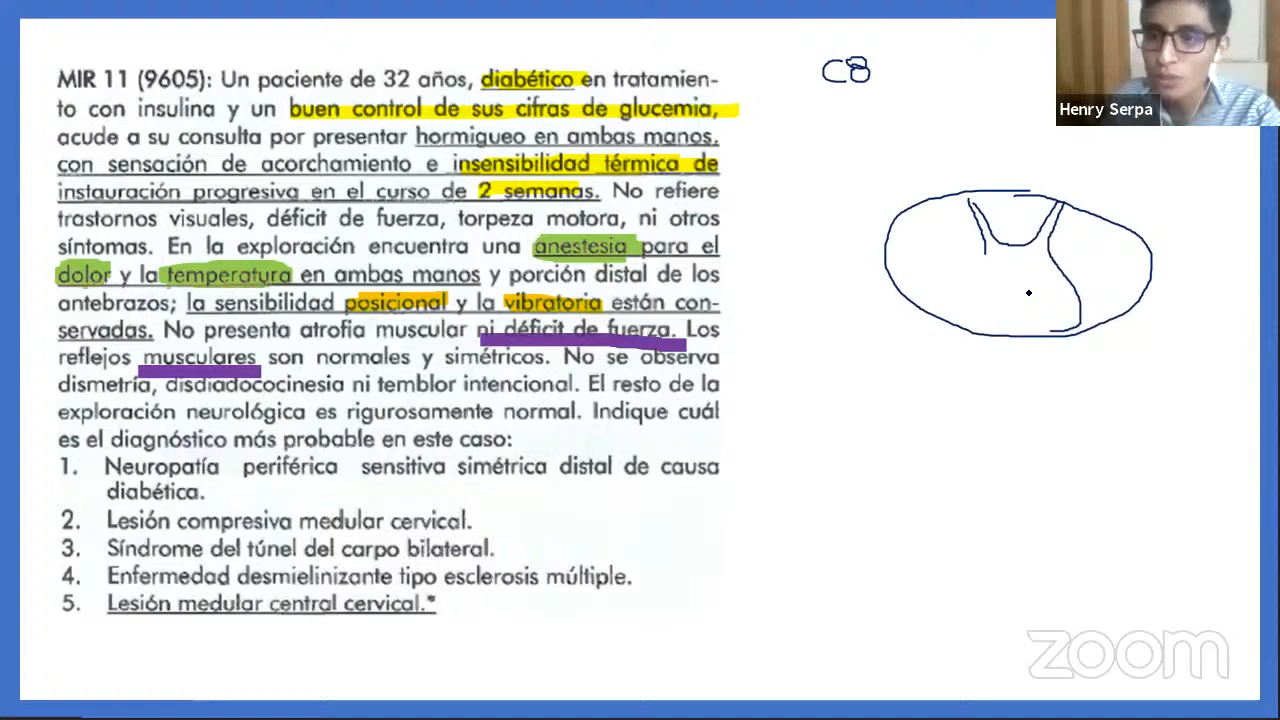 MIR 11 (9605): Un paciente de 32 años, diabético en tratamien-
to con insulina y un buen control de sus cifras de glucemia,
acude a su consulta por presentar hormigueo en ambas manos,
con sensación de acorchamiento e insensibilidad térmica de
instauración progresiva en el curso de 2 semanas. No refiere
trastornos visuales, déficit de fuerza, torpeza motora, ni otros
síntomas. En la exploración encuentra una anestesia para el
dolor y la temperatura en ambas manos y porción distal de los
antebrazos; la sensibilidad posicional y la vibratoria están con-
servadas. No presenta atrofia muscular ni déficit de fuerza. Los
reflejos musculares son normales y simétricos. No se observa
dismetría, disdiadococinesia ni temblor intencional. El resto de la
exploración neurológica es rigurosamente normal. Indique cuál
es el diagnóstico más probable en este caso:
1. Neuropatía periférica sensitiva simétrica distal de causa
diabética.
2. Lesión compresiva medular cervical.
3. Síndrome del túnel del carpo bilateral.
4. Enfermedad desmielinizante tipo esclerosis múltiple.
5. Lesión medular central cervical.*
C8
Henry Serpa
zoom